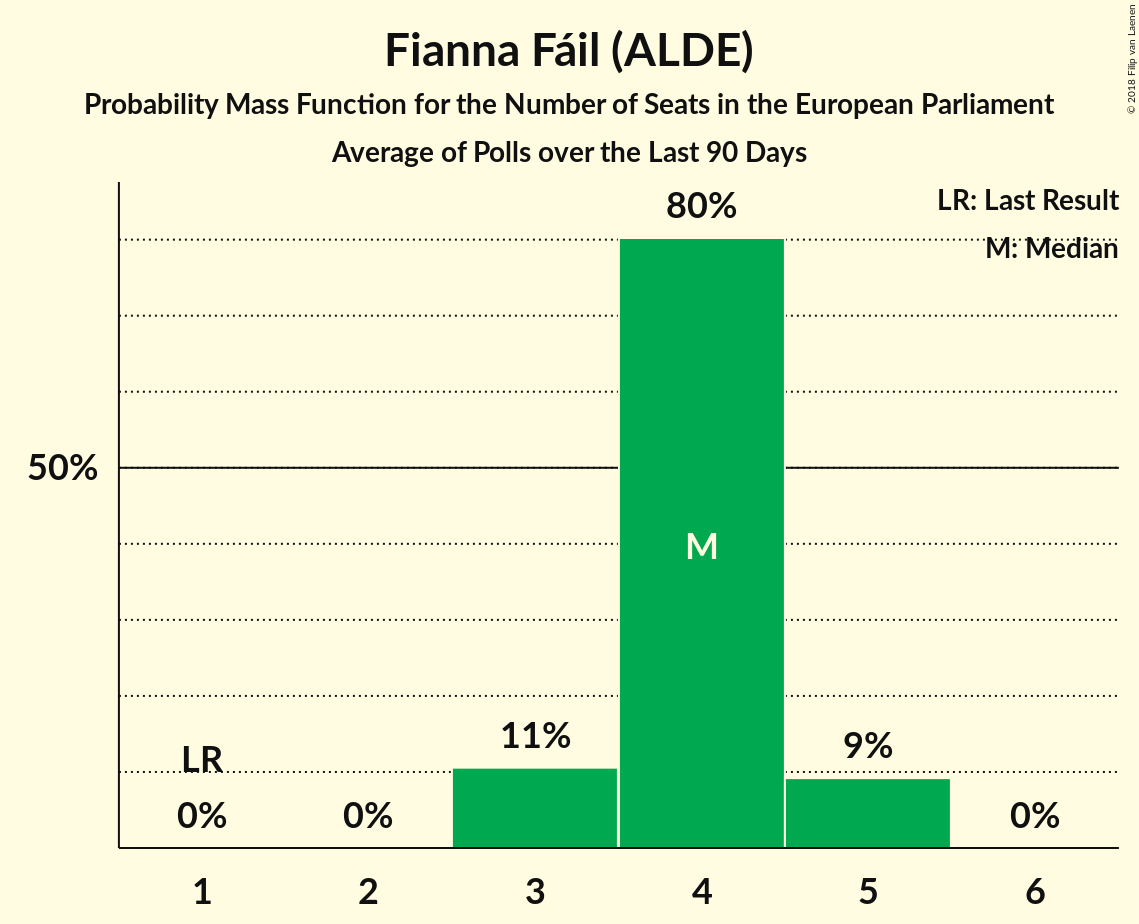 Fianna Fáil (ALDE)
Probability Mass Function for the Number of Seats in the European Parliament
Average of Polls over the Last 90 Days
© 2018 Filip van Laenen
LR: Last Result
M: Median
80%
50%
M
LR
11%
9%
0%
0%
0%
1
2
3
4
5
6